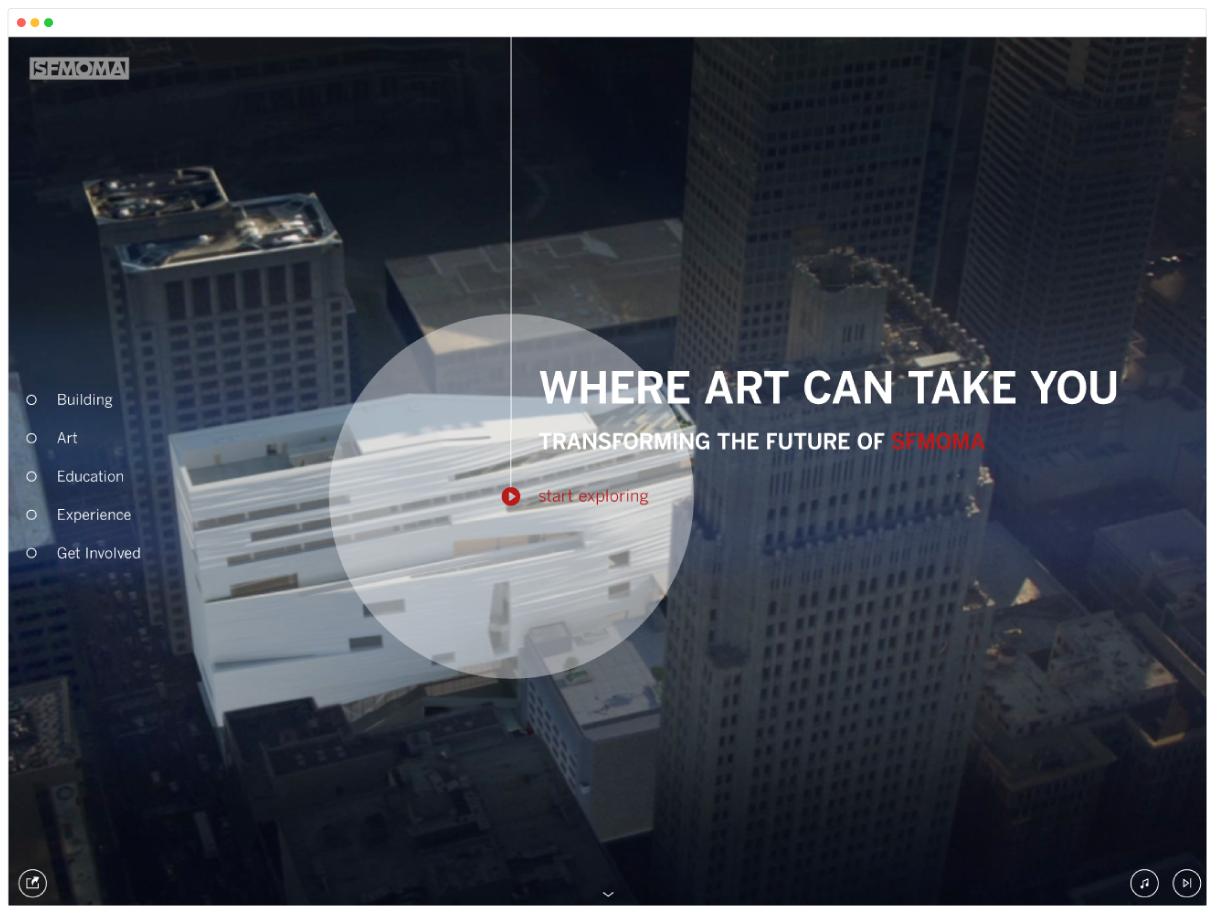 SFMOMA
WHERE ART CAN TAKE YOU
TRANSFORMING THE FUTURE OF SFMOMA
start exploring
Building
Art
Education
Experience
Get Involved